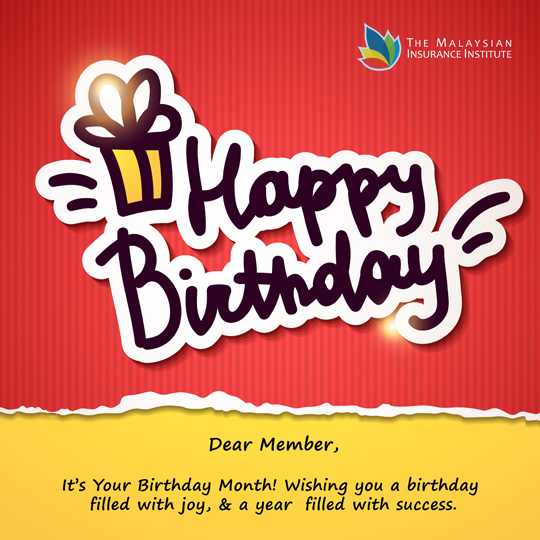 THE MALAYSIAN
INSURANCE INSTITUTE
Happy
Birthday
Dear Member,
It's Your Birthday Month! Wishing you a birthday
filled with joy, & a year filled with success.